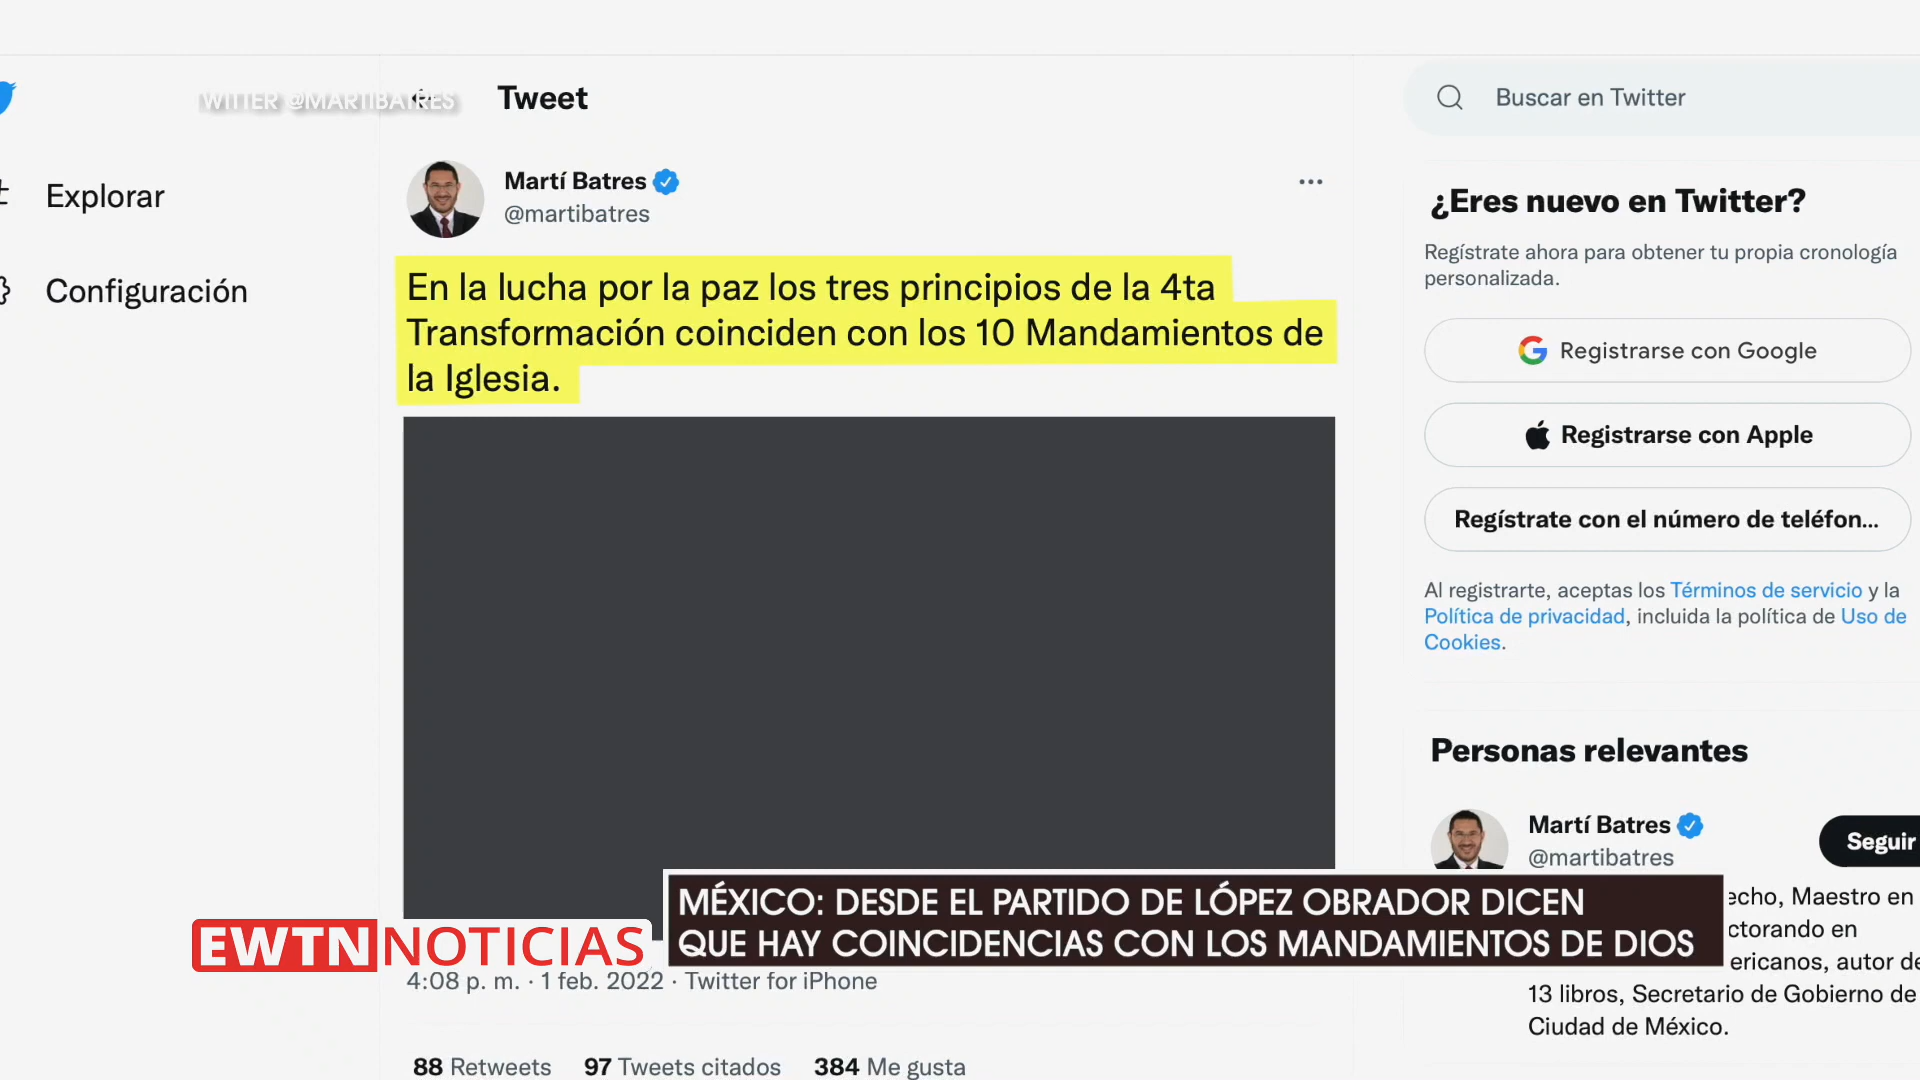 TWITTER @MARTIBATRES
Tweet
Buscar en Twitter
Explorar
Configuración
Martí Batres
@martibatres
En la lucha por la paz los tres principios de la 4ta
Transformación coinciden con los 10 Mandamientos de
la Iglesia.
¿Eres nuevo en Twitter?
Regístrate ahora para obtener tu propia cronología
personalizada.
Registrarse con Google
Registrarse con Apple
Regístrate con el número de teléfon...
Al registrarte, aceptas los Términos de servicio y la
Política de privacidad, incluida la política de Uso de
Cookies.
Personas relevantes
Martí Batres
@martibatres
Seguir
echo, Maestro en
ctorando en
ericanos, autor de
13 libros, Secretario de Gobierno de
Ciudad de México.
MÉXICO: DESDE EL PARTIDO DE LÓPEZ OBRADOR DICEN
QUE HAY COINCIDENCIAS CON LOS MANDAMIENTOS DE DIOS
EWTN NOTICIAS
4:08 p. m. · 1 feb. 2022 · Twitter for iPhone
88 Retweets 97 Tweets citados 384 Me gusta